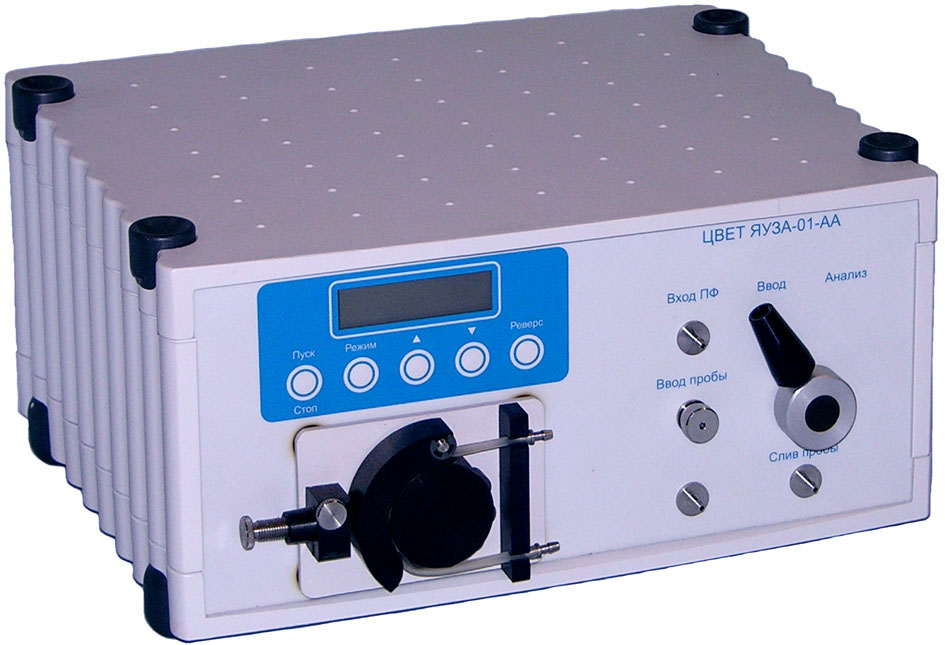 ЦВЕТ ЯУЗА-01-АА
Вход ПФ
Ввод
Анализ
Пуск
Режим
▲
▼
Реверс
Стоп
Ввод пробы
Слив пробы